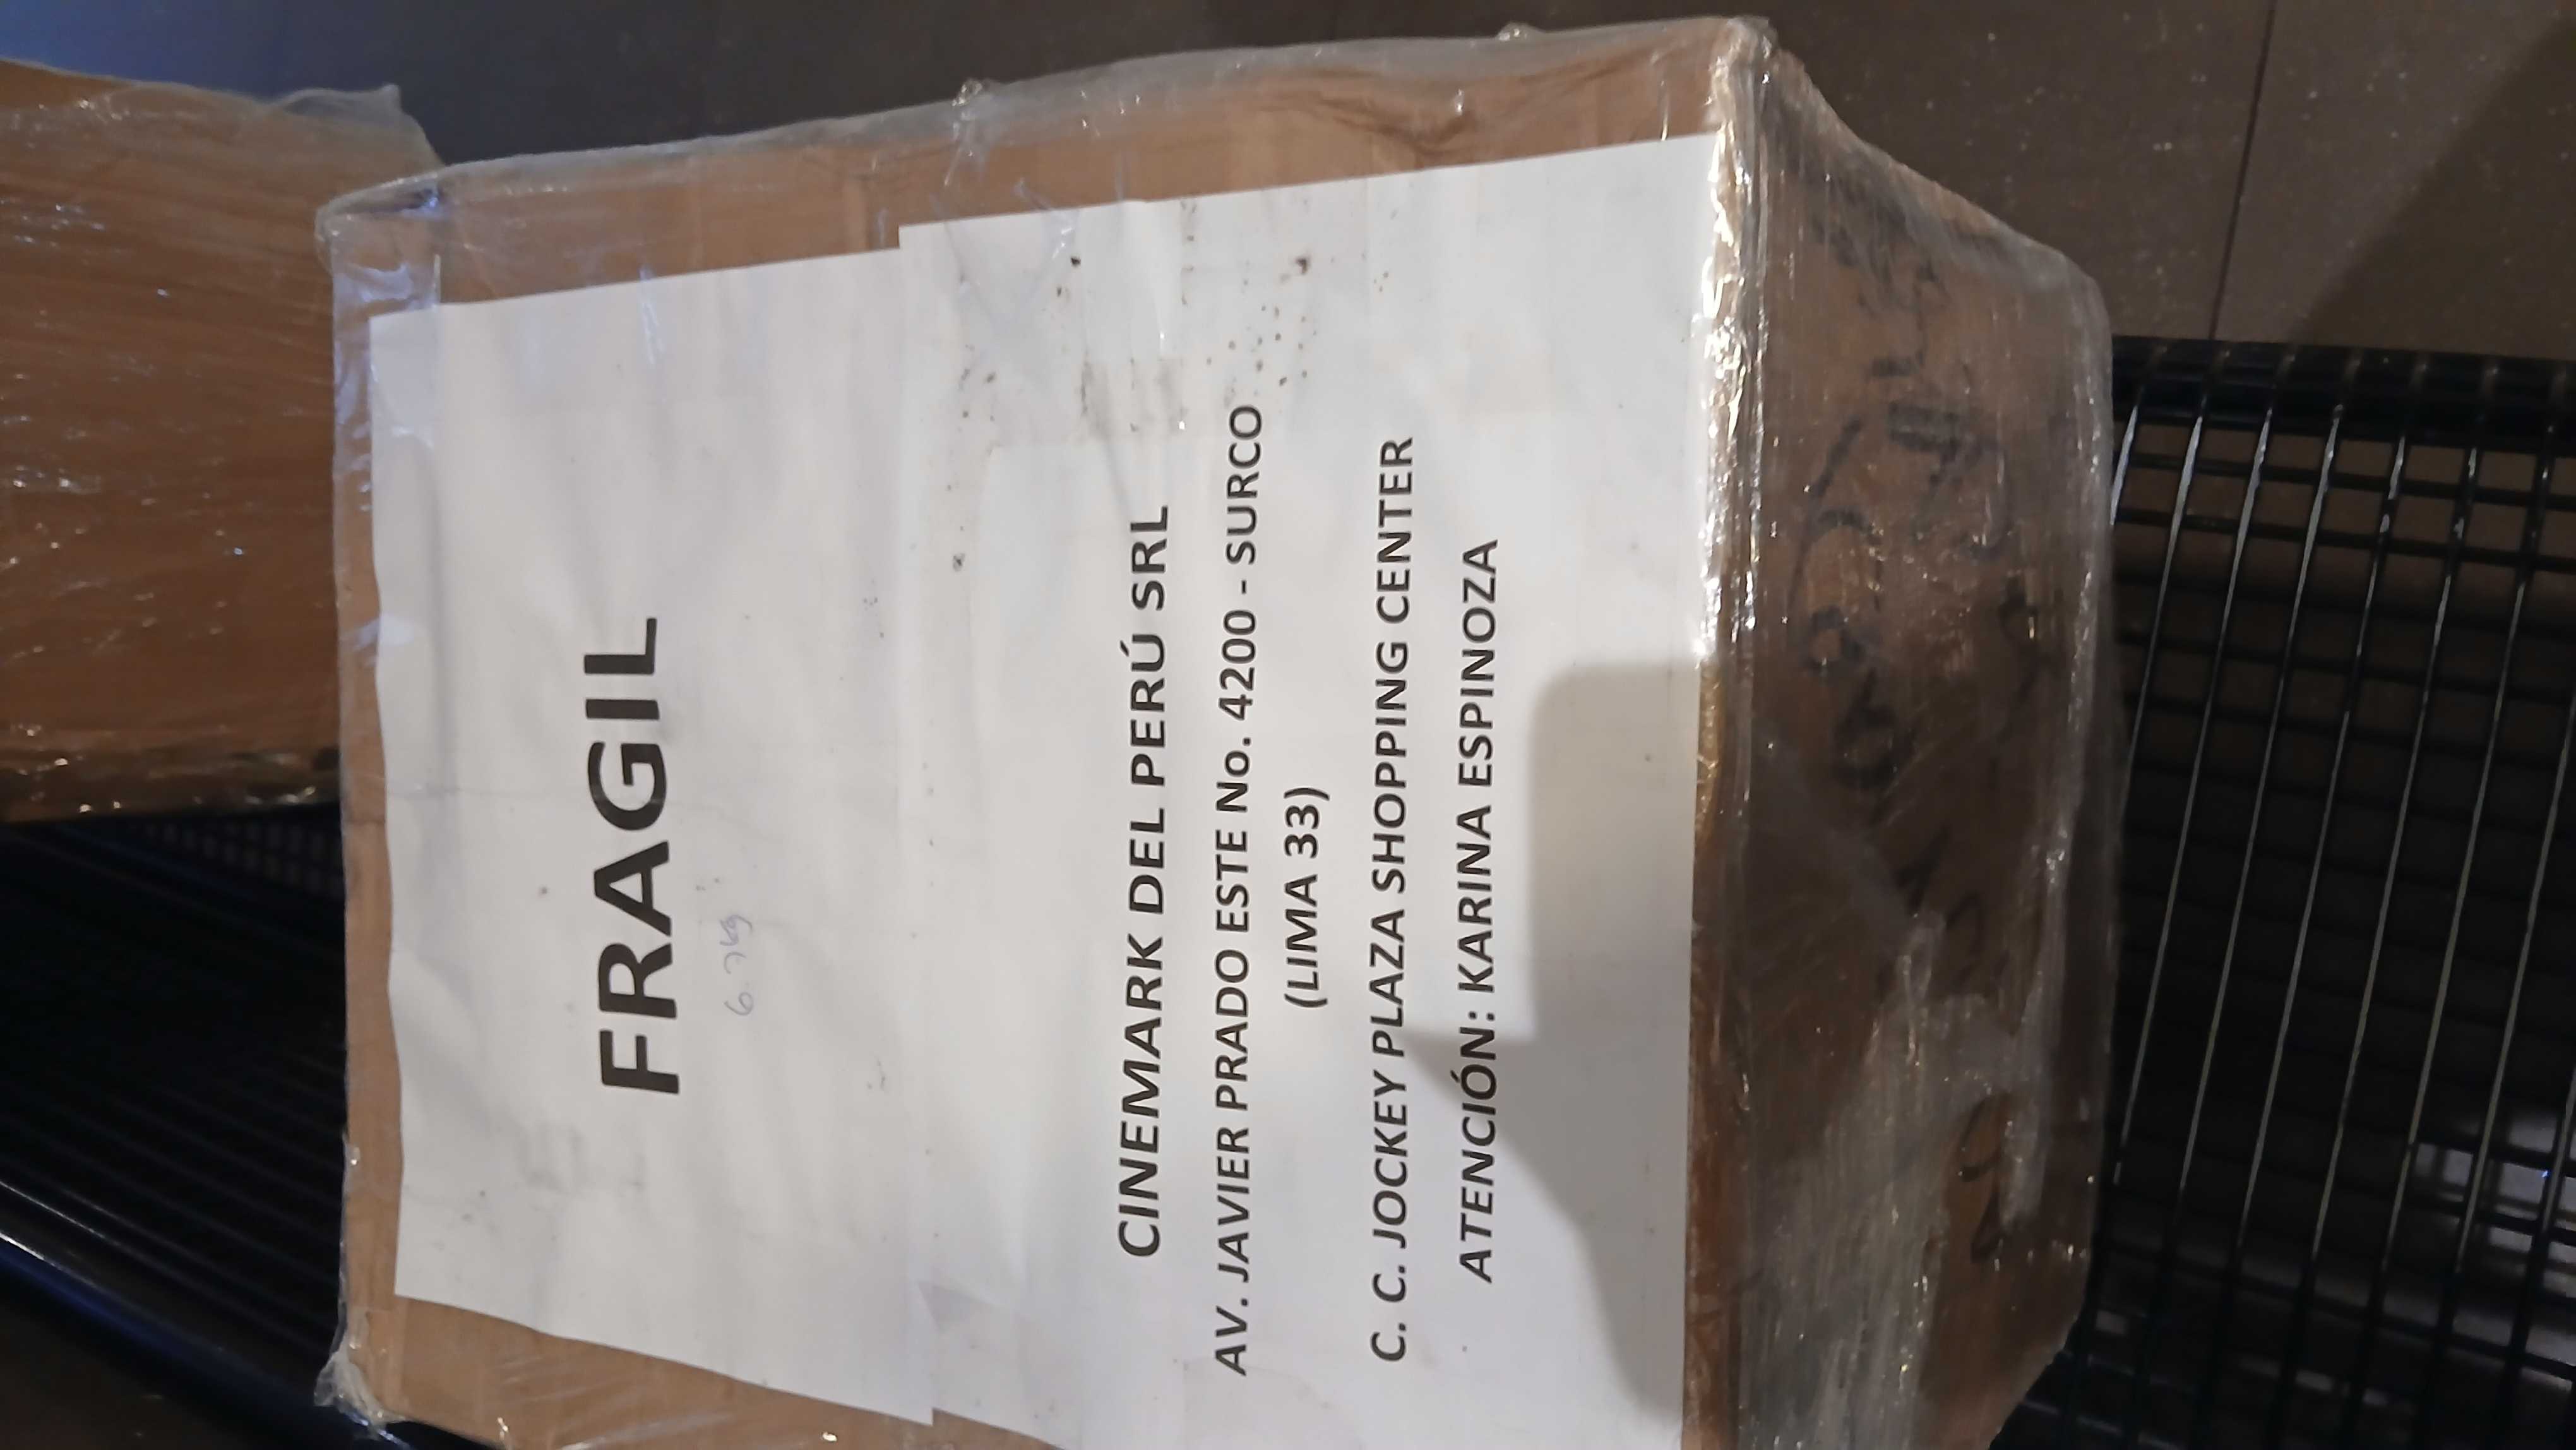 FRAGIL
6.7kg
CINEMARK DEL PERÚ SRL
AV. JAVIER PRADO ESTE No. 4200 - SURCO
(LIMA 33)
C. C. JOCKEY PLAZA SHOPPING CENTER
ATENCIÓN: KARINA ESPINOZA